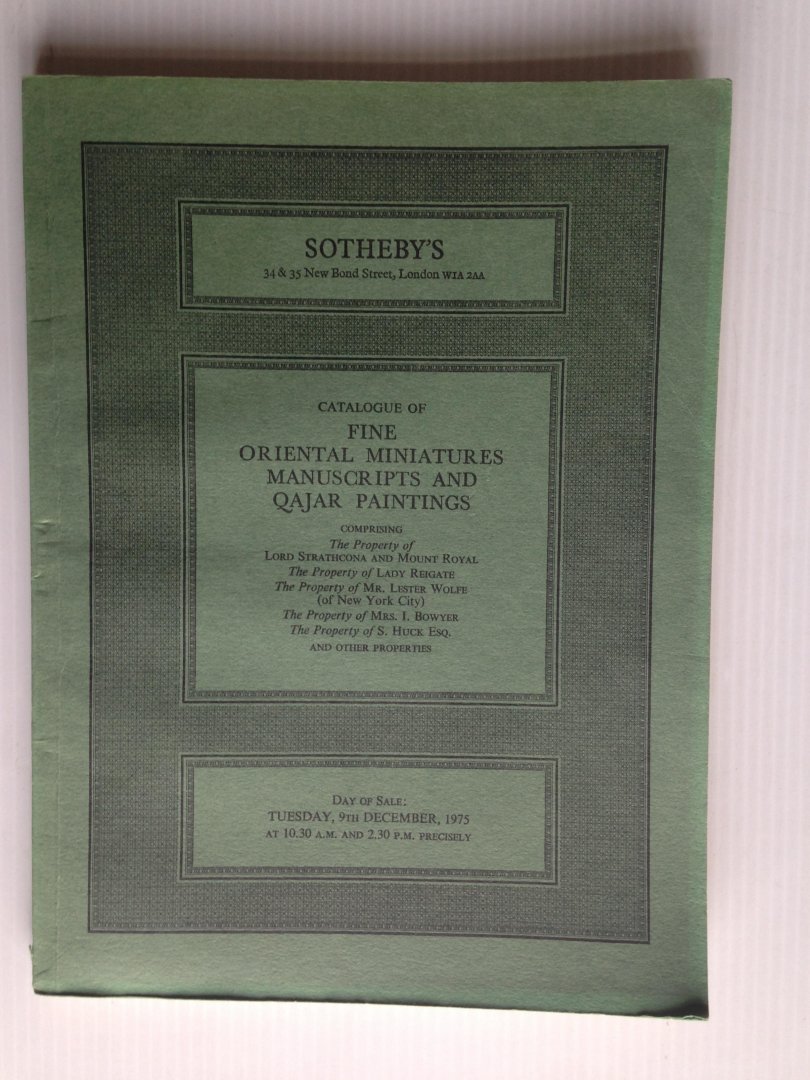 SOTHEBY'S
34 & 35 New Bond Street, London W1A 2AA
CATALOGUE OF
FINE
ORIENTAL MINIATURES
MANUSCRIPTS AND
QAJAR PAINTINGS
COMPRISING
The Property of
LORD STRATHCONA AND MOUNT ROYAL
The Property of LADY REIGATE
The Property of MR. LESTER WOLFE
(of New York City)
The Property of MRS. I. BOWYER
The Property of S. HUCK ESQ.
AND OTHER PROPERTIES
DAY OF SALE:
TUESDAY, 9TH DECEMBER, 1975
AT 10.30 A.M. AND 2.30 P.M. PRECISELY